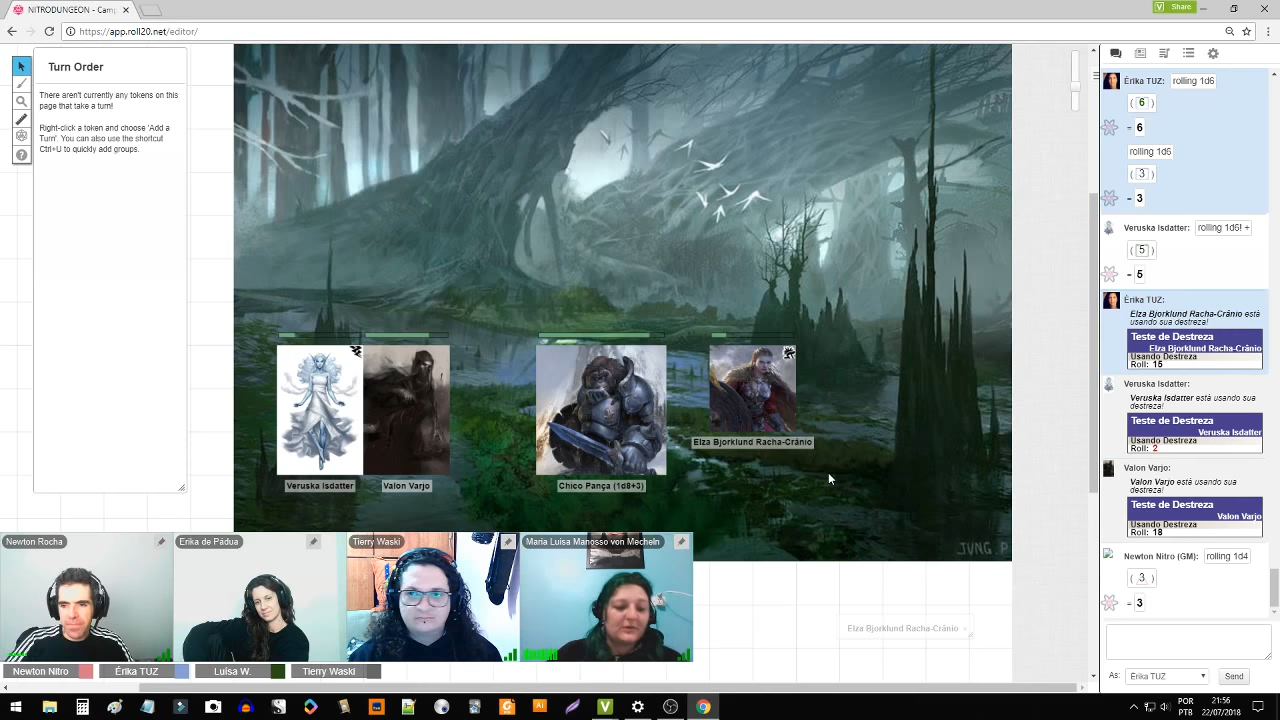 NITRODUNGEON - Camp
Share
https://app.roll20.net/editor/
Turn Order
There aren't currently any tokens on this
page that take a turn!
Right-click a token and choose 'Add a
Turn'. You can also use the shortcut
Ctrl+U to quickly add groups.
Veruska Isdatter
Valon Varjo
Chico Pança (1d8+3)
Elza Bjorklund Racha-Crânio
JUNG.P
Elza Bjorklund Racha-Crânio
Newton Rocha
Erika de Pádua
Tierry Waski
Maria Luísa Manosso von Mecheln
Newton Nitro
Érika TUZ
Luísa W.
Tierry Waski
Érika TUZ: rolling 1d6
( 6 )
= 6
rolling 1d6
( 3 )
= 3
Veruska Isdatter: rolling 1d6! +
( 5 )
= 5
Érika TUZ:
Elza Bjorklund Racha-Crânio está
usando sua destreza!
Teste de Destreza
Elza Bjorklund Racha-Crânio
Usando Destreza
Roll: 15
Veruska Isdatter:
Veruska Isdatter está usando sua
destreza!
Teste de Destreza
Veruska Isdatter
Usando Destreza
Roll: 2
Valon Varjo:
Valon Varjo está usando sua
destreza!
Teste de Destreza
Valon Varjo
Usando Destreza
Roll: 18
Newton Nitro (GM): rolling 1d4
( 3 )
= 3
As: Érika TUZ
Send
POR
PTB
21:56
22/07/2018